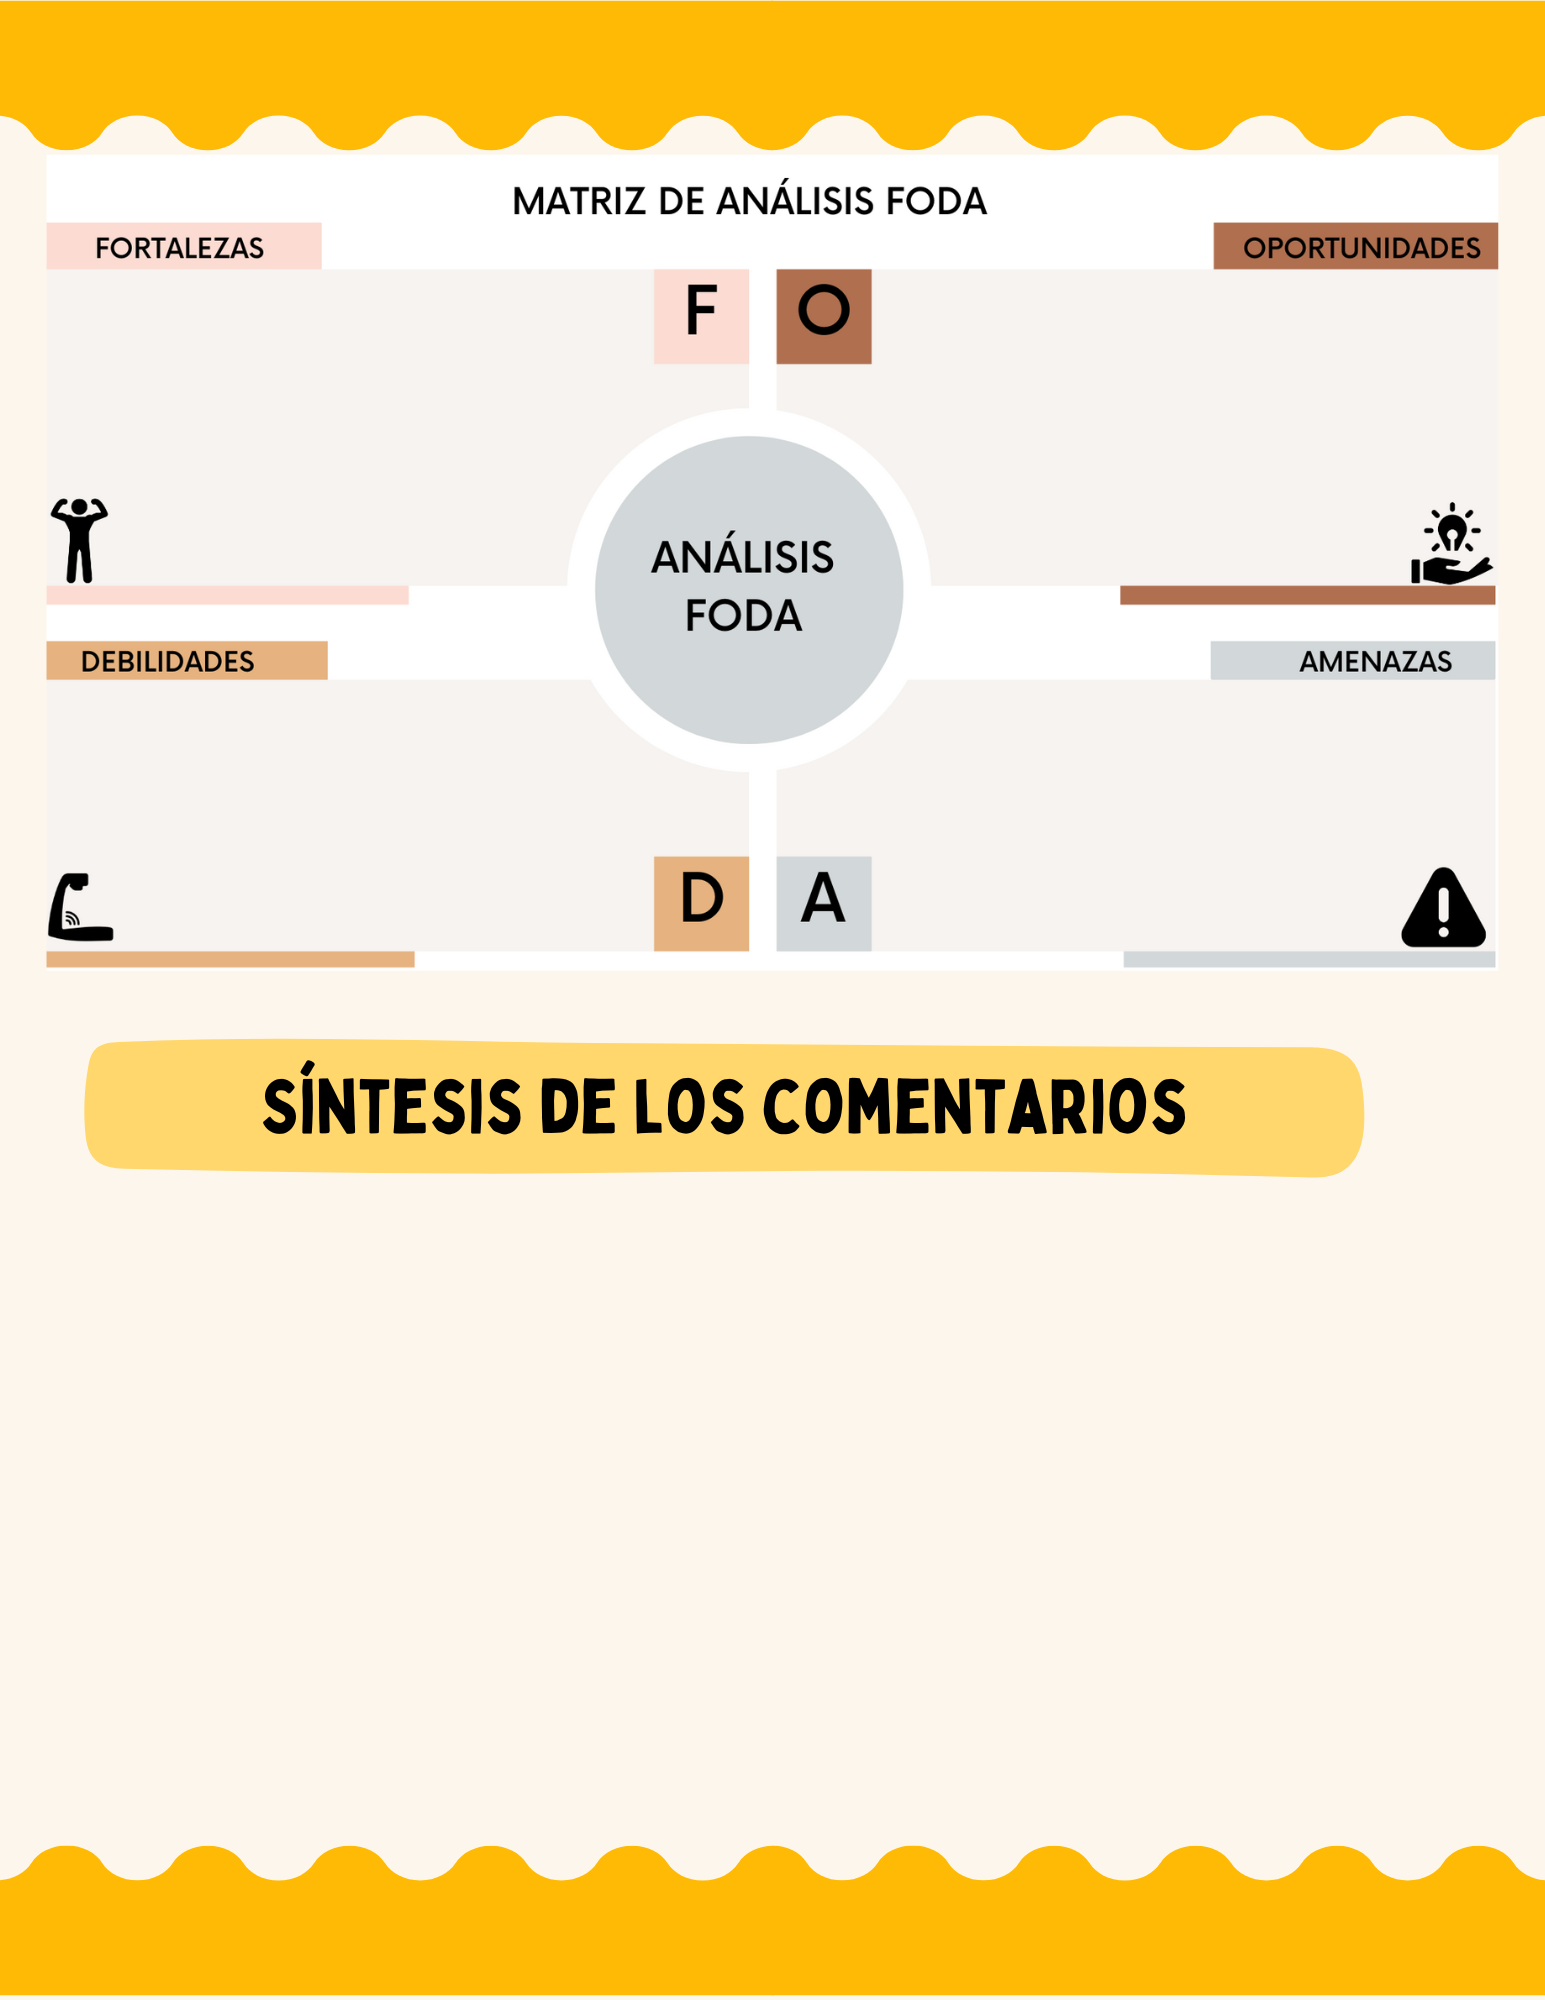 MATRIZ DE ANÁLISIS FODA
FORTALEZAS
OPORTUNIDADES
F
O
ANÁLISIS
FODA
DEBILIDADES
AMENAZAS
D
A
SÍNTESIS DE LOS COMENTARIOS